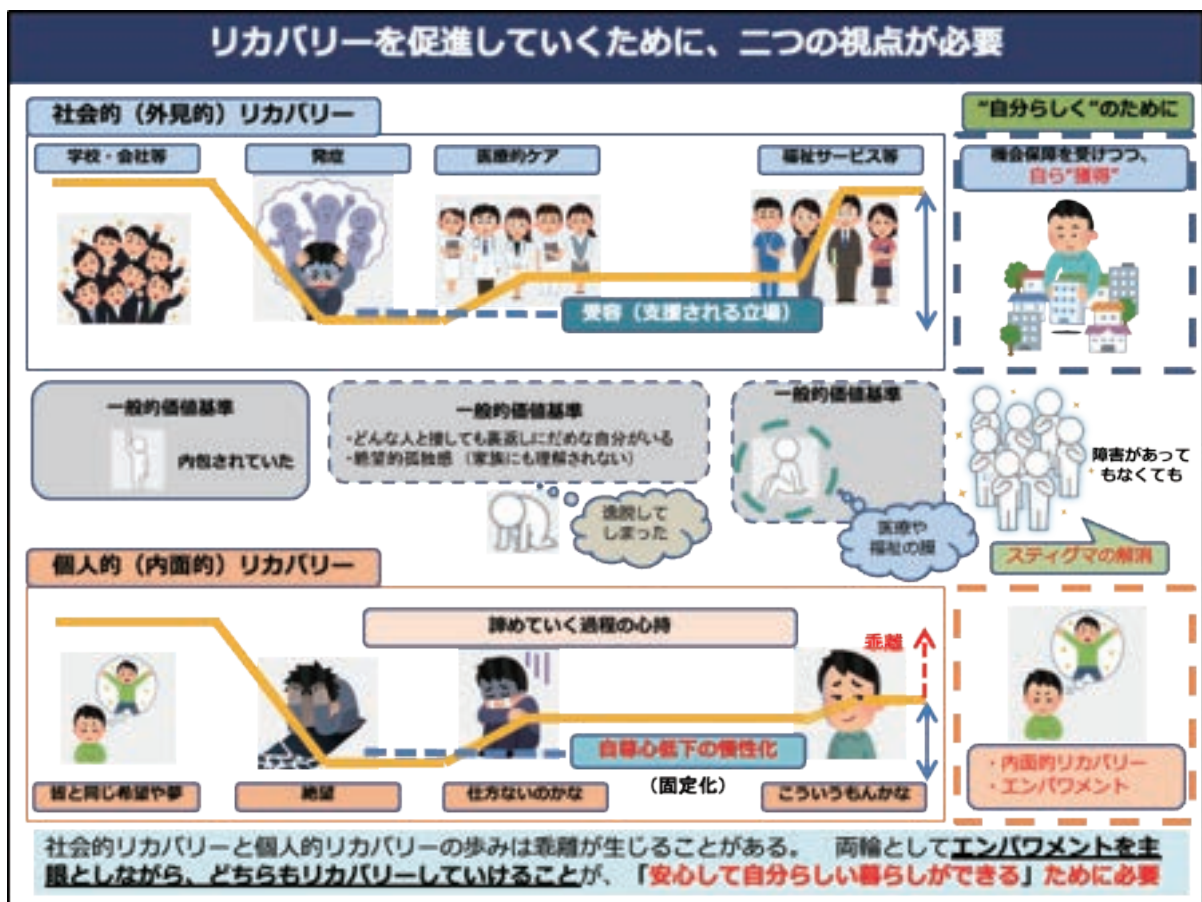 リカバリーを促進していくために、二つの視点が必要
社会的（外見的）リカバリー
"自分らしく"のために
学校・会社等
発症
医療的ケア
福祉サービス等
機会保障を受けつつ、
自ら"獲得"
受容（支援される立場）
一般的価値基準
内包されていた
一般的価値基準
・どんな人と接しても裏返しにだめな自分がいる
・絶望的孤独感（家族にも理解されない）
逸脱して
しまった
一般的価値基準
医療や
福祉の膜
障害があって
もなくても
スティグマの解消
個人的（内面的）リカバリー
諦めていく過程の心持
乖離
自尊心低下の慢性化
（固定化）
皆と同じ希望や夢
絶望
仕方ないのかな
こういうもんかな
・内面的リカバリー
・エンパワメント
社会的リカバリーと個人的リカバリーの歩みは乖離が生じることがある。　両輪としてエンパワメントを主
眼としながら、どちらもリカバリーしていけることが、「安心して自分らしい暮らしができる」ために必要